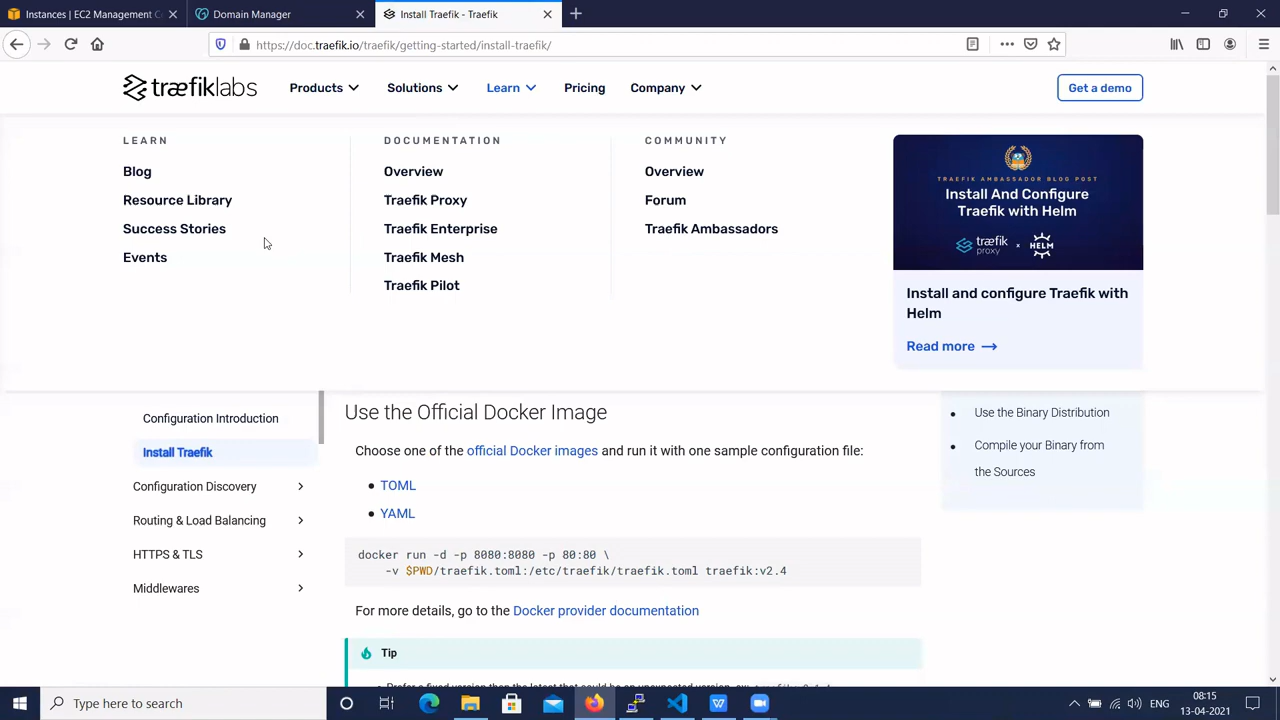 Instances | EC2 Management C
Domain Manager
Install Traefik - Traefik
https://doc.traefik.io/traefik/getting-started/install-traefik/
træfiklabs
Products
Solutions
Learn
Pricing
Company
Get a demo
LEARN
Blog
Resource Library
Success Stories
Events
DOCUMENTATION
Overview
Traefik Proxy
Traefik Enterprise
Traefik Mesh
Traefik Pilot
COMMUNITY
Overview
Forum
Traefik Ambassadors
TRAEFIK AMBASSADOR BLOG POST
Install And Configure
Traefik with Helm
træfik
proxy
x
HELM
Install and configure Traefik with
Helm
Read more
Configuration Introduction
Install Traefik
Configuration Discovery
Routing & Load Balancing
HTTPS & TLS
Middlewares
Use the Official Docker Image
Choose one of the official Docker images and run it with one sample configuration file:
TOML
YAML
docker run -d -p 8080:8080 -p 80:80 \
-v $PWD/traefik.toml:/etc/traefik/traefik.toml traefik:v2.4
For more details, go to the Docker provider documentation
Tip
Use the Binary Distribution
Compile your Binary from
the Sources
Type here to search
ENG
08:15
13-04-2021